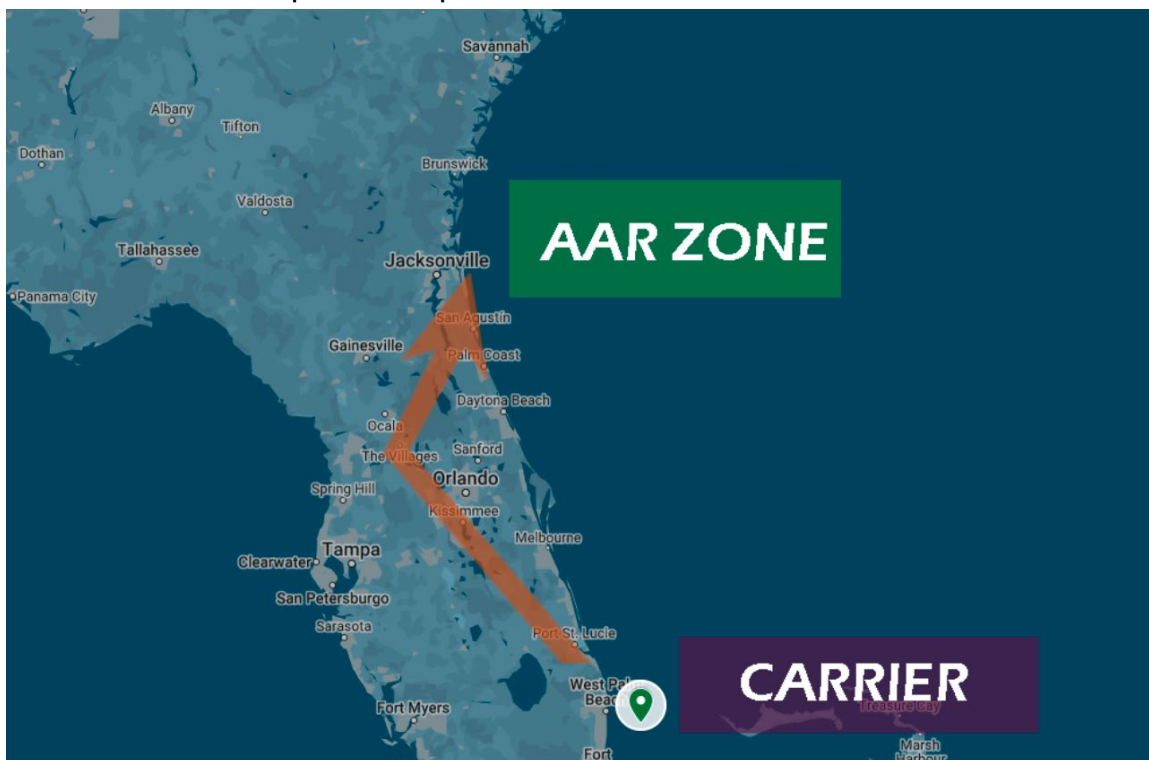 Savannah
Albany
Tifton
Dothan
Brunswick
Valdosta
AAR ZONE
Tallahassee
Jacksonville
Panama City
San Agustín
Gainesville
Palm Coast
Daytona Beach
Ocala
The Villages
Sanford
Orlando
Spring Hill
Kissimmee
Melbourne
Tampa
Clearwater
San Petersburgo
Sarasota
Port St. Lucie
CARRIER
West Palm
Beach
Fort Myers
Treasure Cay
Marsh
Harbour
Fort